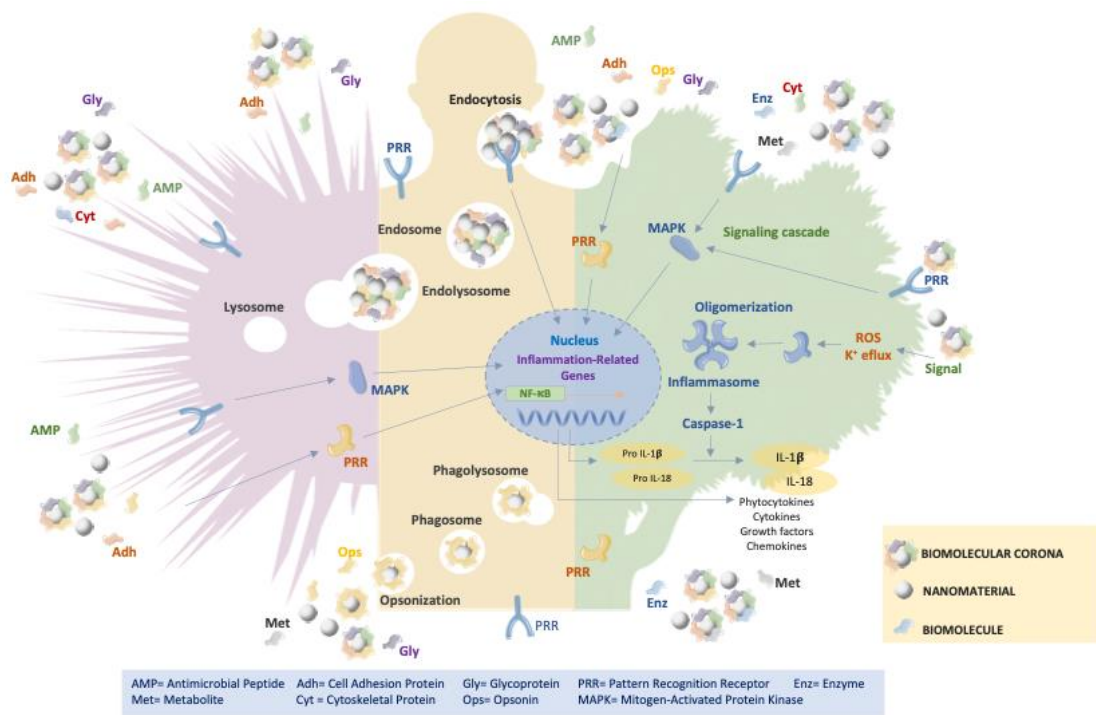 AMP
Gly
Adh
Gly
Adh
AMP
Cyt
Endocytosis
PRR
AMP
Adh
Ops
Gly
Enz
Cyt
Met
Endosome
PRR
MAPK
Signaling cascade
PRR
Lysosome
Endolysosome
Nucleus
Inflammation-Related
Genes
NF-κB
Oligomerization
Inflammasome
ROS
K⁺ eflux
Signal
MAPK
Caspase-1
AMP
PRR
Adh
Pro IL-1β
Pro IL-18
IL-1β
IL-18
Phytocytokines
Cytokines
Growth factors
Chemokines
Phagolysosome
Phagosome
Ops
Opsonization
PRR
Met
Gly
PRR
Enz
Met
BIOMOLECULAR CORONA
NANOMATERIAL
BIOMOLECULE
AMP= Antimicrobial Peptide Adh= Cell Adhesion Protein Gly= Glycoprotein PRR= Pattern Recognition Receptor Enz= Enzyme
Met= Metabolite Cyt = Cytoskeletal Protein Ops= Opsonin MAPK= Mitogen-Activated Protein Kinase